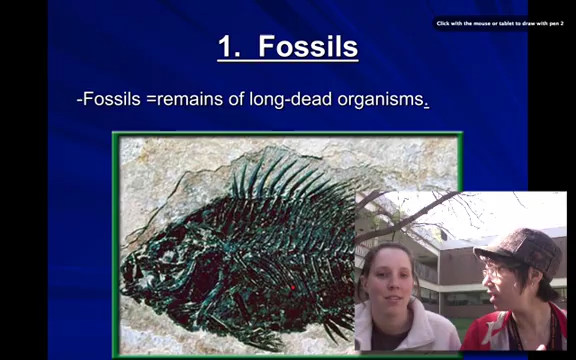 Click with the mouse or tablet to draw with pen 2
1. Fossils
-Fossils =remains of long-dead organisms.